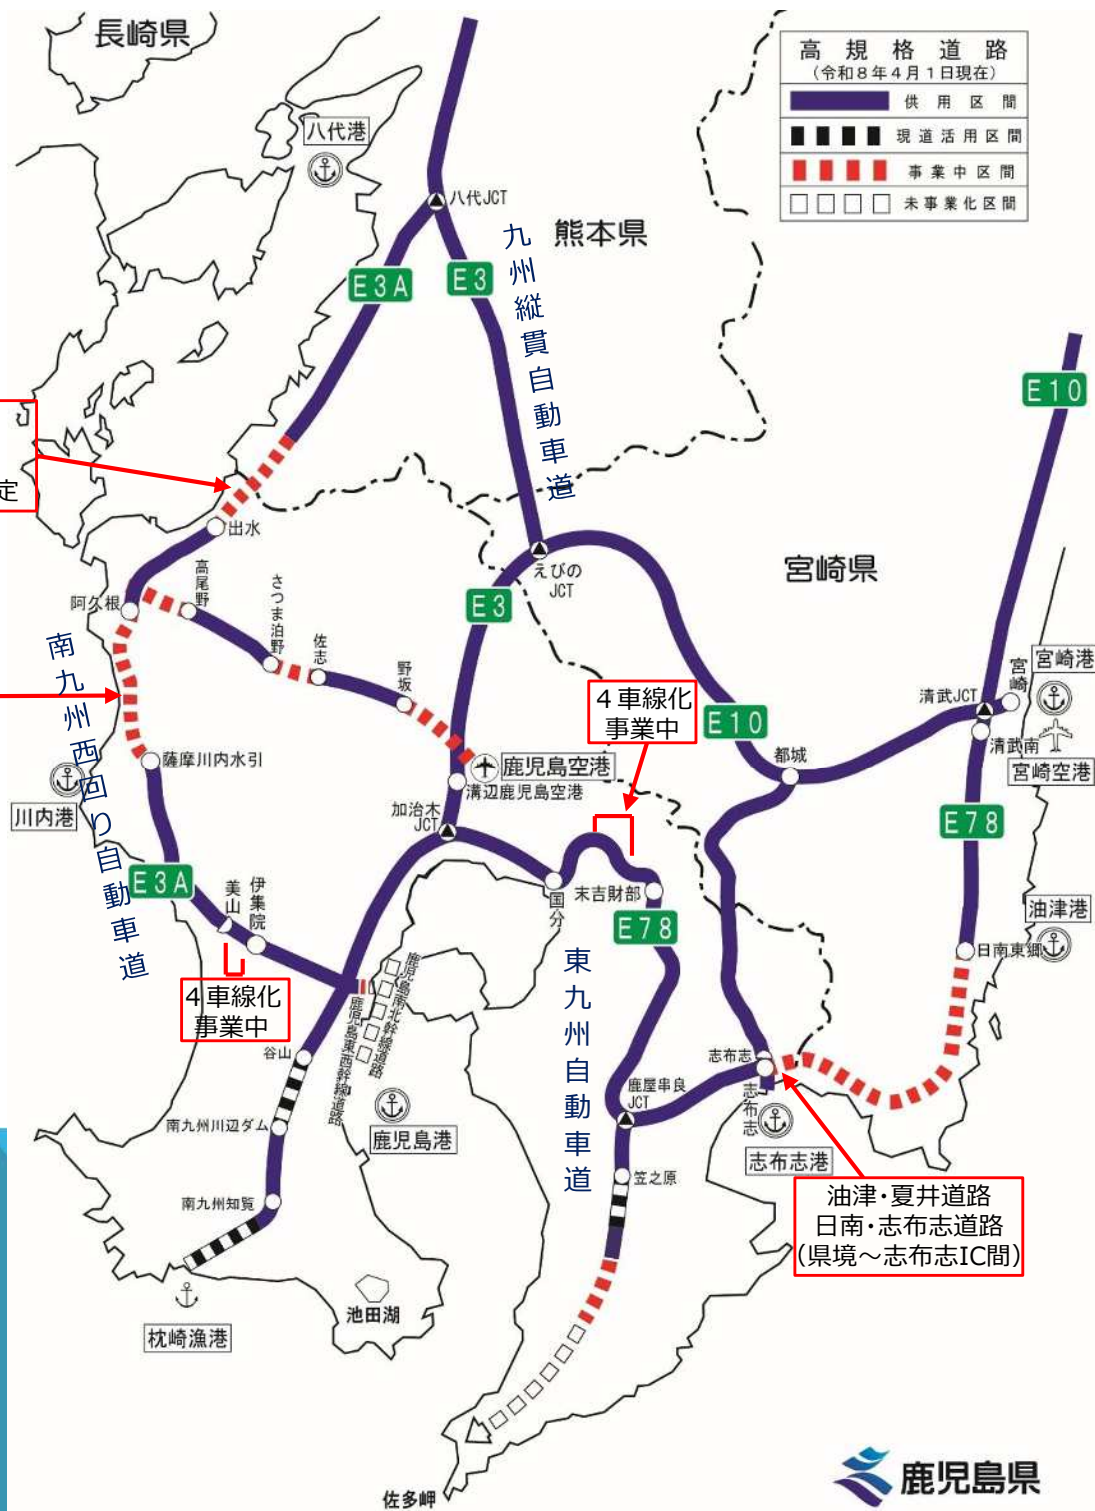 長崎県
高規格道路
(令和8年4月1日現在)
供用区間
現道活用区間
事業中区間
未事業化区間
八代港
八代JCT
熊本県
E3A
E3
九州縦貫自動車道
E10
定
出水
えびの
JCT
宮崎県
高尾野
さつま泊野
阿久根
佐志
E3
野坂
南九州西回り自動車道
4車線化
事業中
E10
宮崎
宮崎港
清武JCT
清武南
宮崎空港
薩摩川内水引
鹿児島空港
溝辺鹿児島空港
都城
川内港
加治木
JCT
E78
E3A
美山
伊集院
国分
末吉財部
E78
油津港
日南東郷
東九州自動車道
4車線化
事業中
鹿児島南北幹線道路
鹿児島東西幹線道路
谷山
志布志
志布志
鹿屋串良
JCT
南九州川辺ダム
鹿児島港
志布志港
笠之原
南九州知覧
油津・夏井道路
日南・志布志道路
(県境～志布志IC間)
池田湖
枕崎漁港
佐多岬
鹿児島県